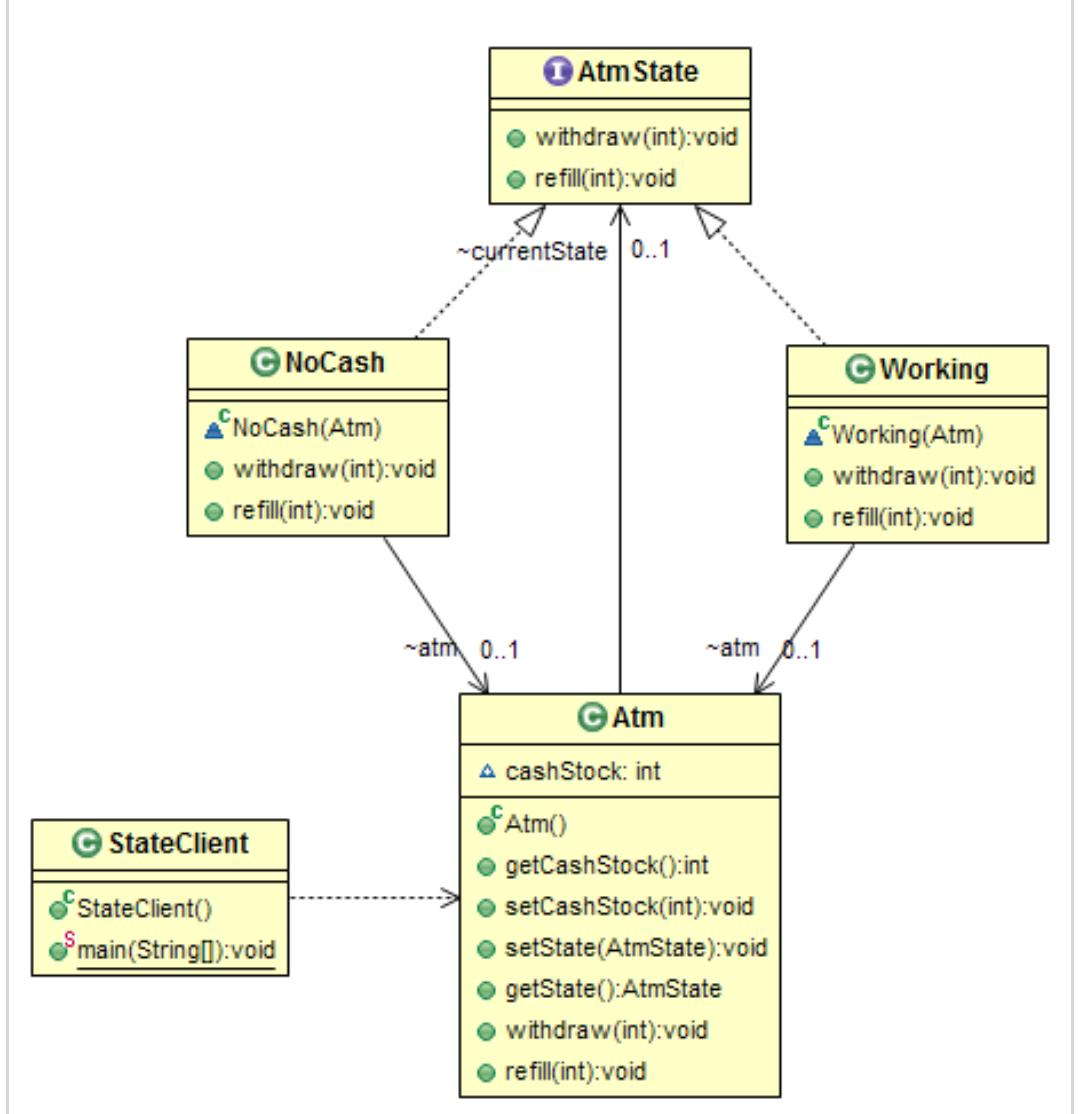 AtmState
withdraw(int):void
refill(int):void
~currentState 0..1
NoCash
NoCash(Atm)
withdraw(int):void
refill(int):void
Working
Working(Atm)
withdraw(int):void
refill(int):void
~atm 0..1
~atm 0..1
Atm
cashStock: int
Atm()
getCashStock():int
setCashStock(int):void
setState(AtmState):void
getState():AtmState
withdraw(int):void
refill(int):void
StateClient
StateClient()
main(String[]):void